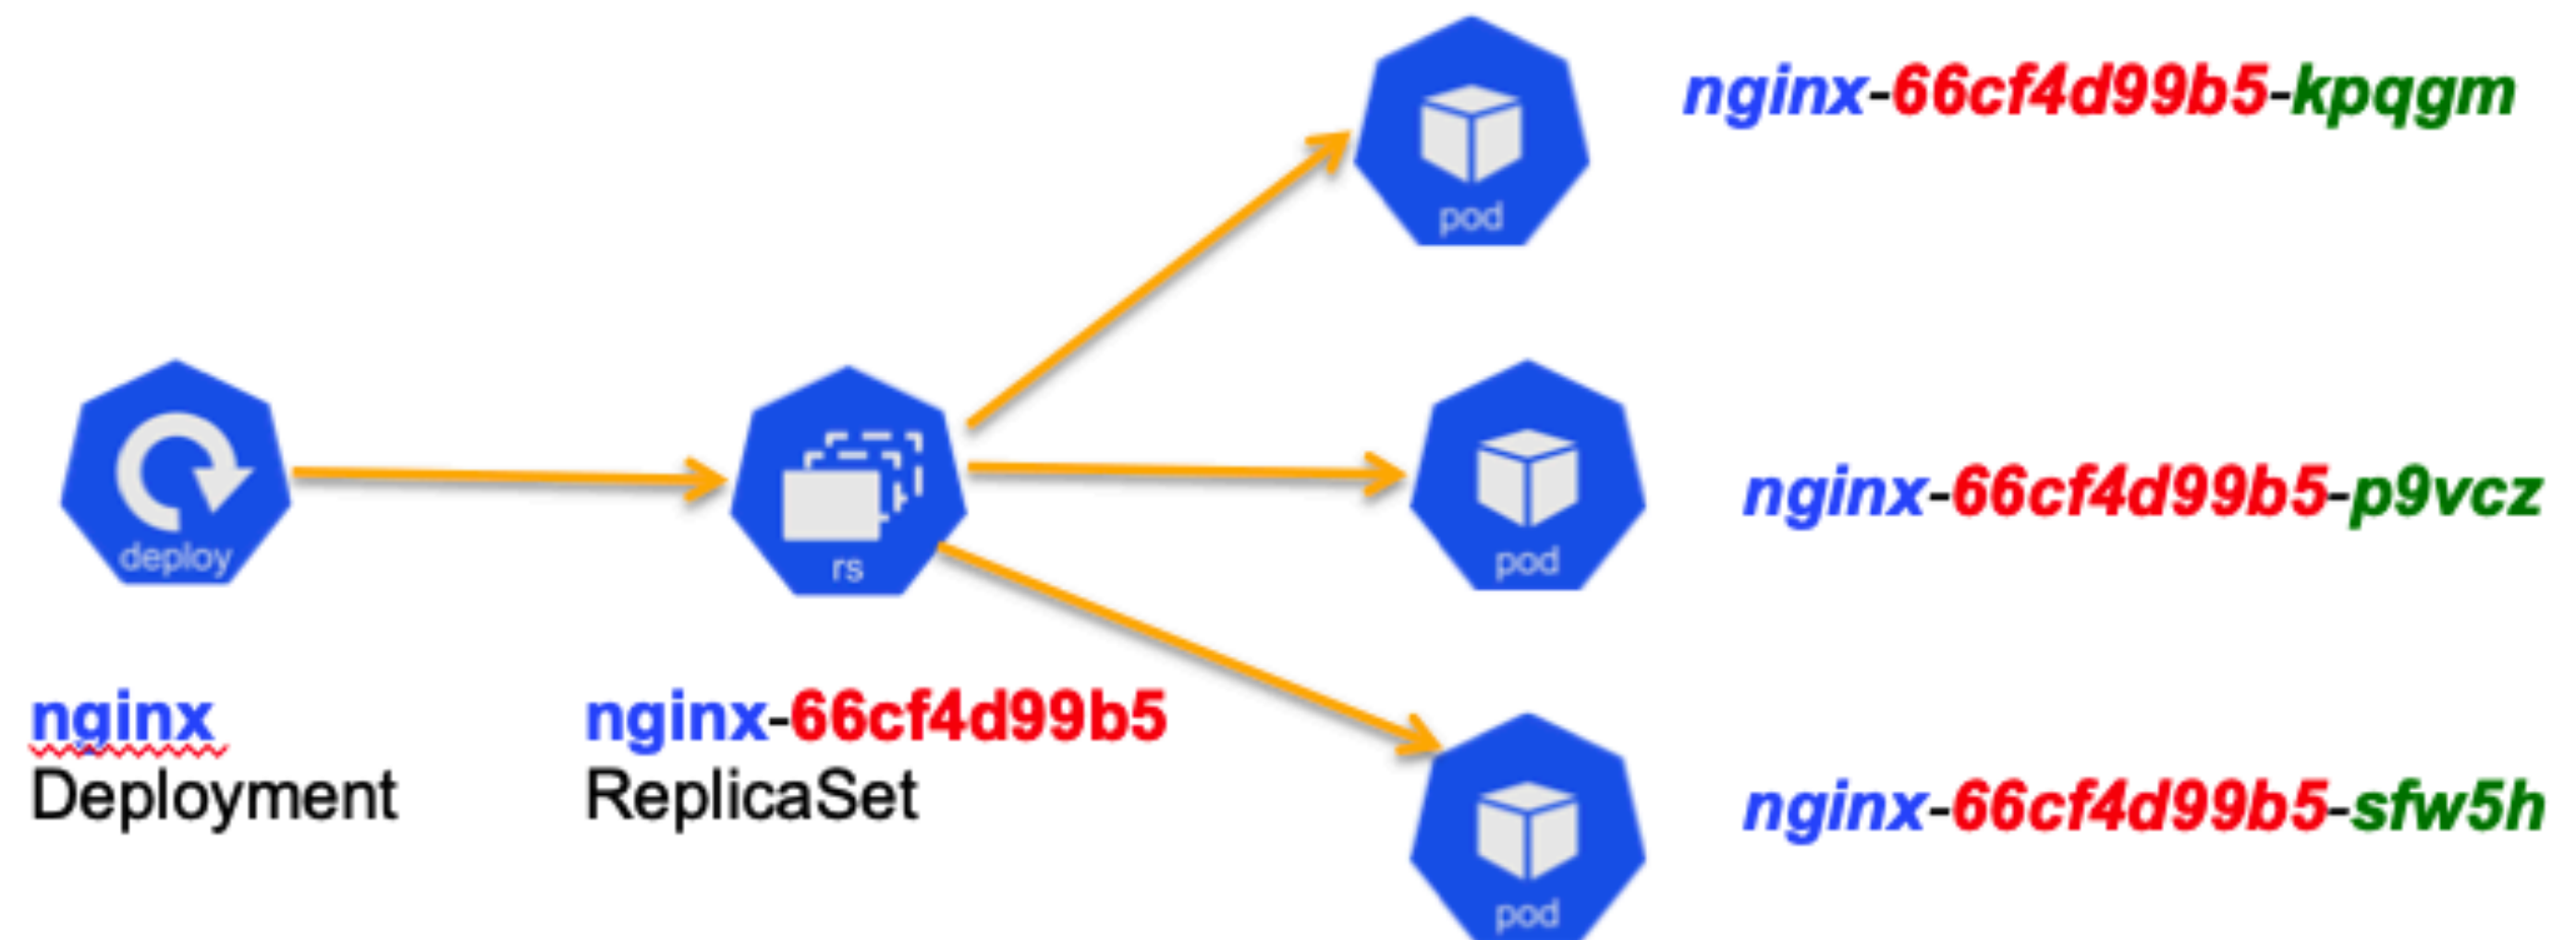 nginx-66cf4d99b5-kpqgm
pod
deploy
rs
pod
nginx-66cf4d99b5-p9vcz
nginx
Deployment
nginx-66cf4d99b5
ReplicaSet
nginx-66cf4d99b5-sfw5h
pod